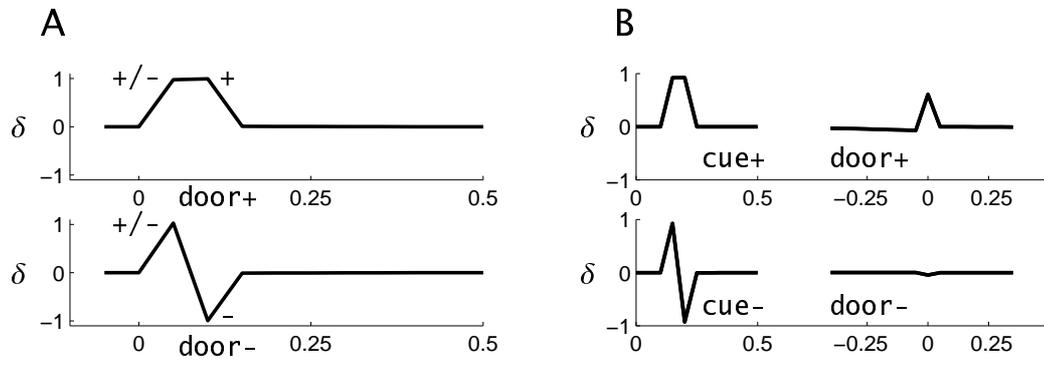 A
B
1 +/- +
δ 0
−1
0 door+ 0.25 0.5
1 +/-
δ 0
−1 -
0 door- 0.25 0.5
1
δ 0
cue+ door+
−1
0 0.5 −0.25 0 0.25
1
δ 0
cue- door-
−1
0 0.5 −0.25 0 0.25